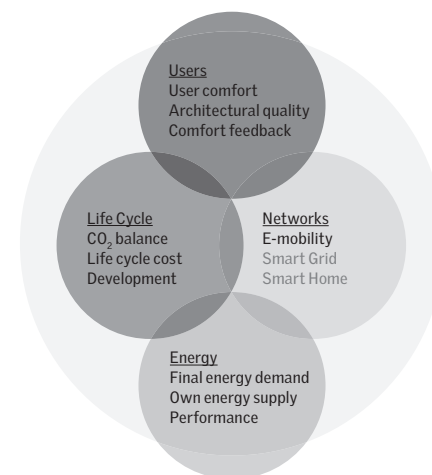 Users
User comfort
Architectural quality
Comfort feedback
Life Cycle
CO₂ balance
Life cycle cost
Development
Networks
E-mobility
Smart Grid
Smart Home
Energy
Final energy demand
Own energy supply
Performance